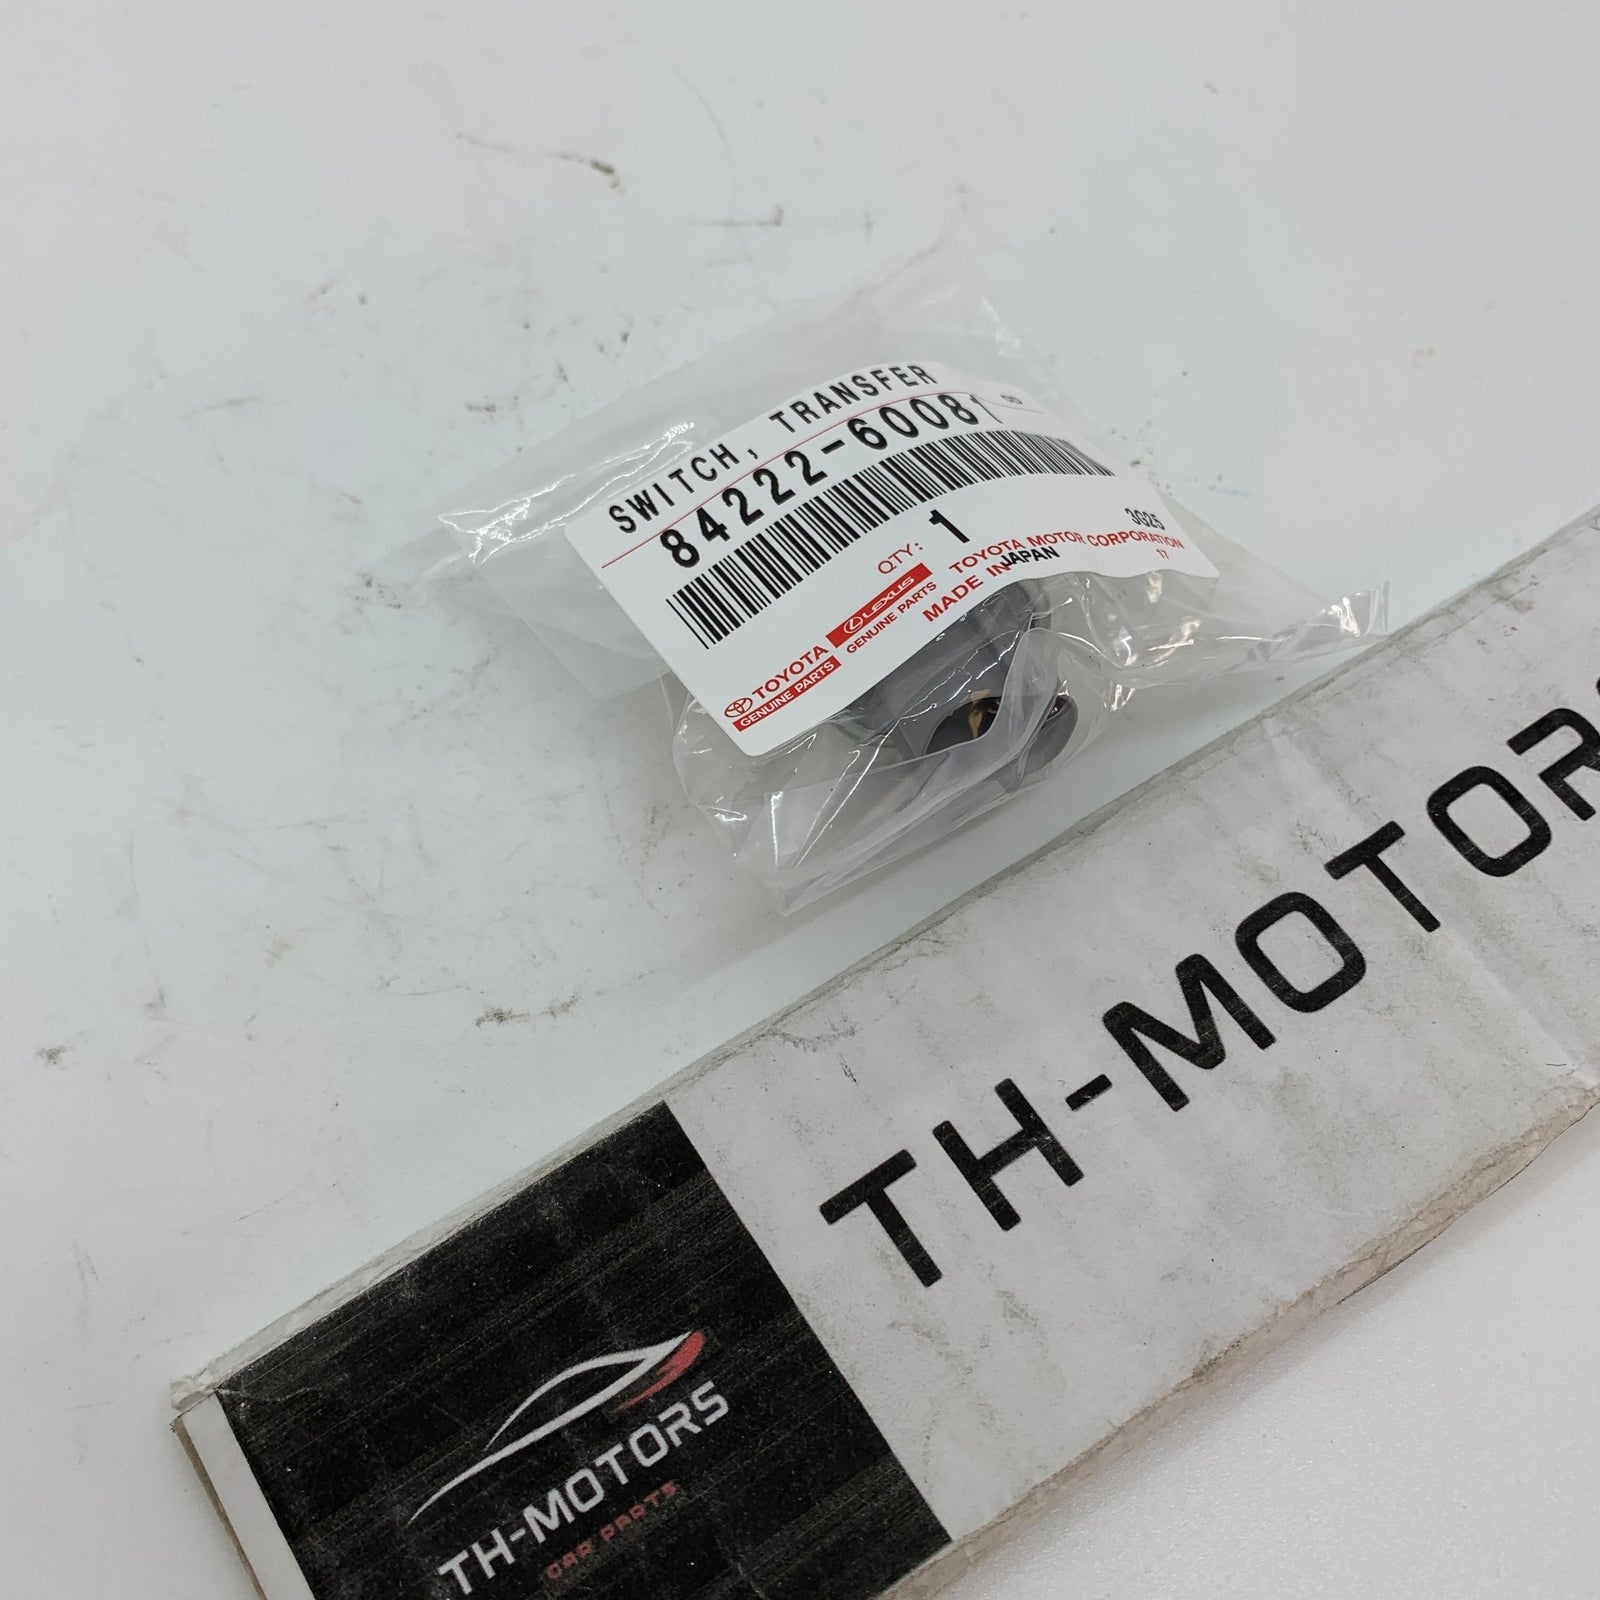 SWITCH, TRANSFER
84222-60081
QTY: 1
3G25
TOYOTA MOTOR CORPORATION
17
MADE IN JAPAN
TOYOTA
GENUINE PARTS
LEXUS
GENUINE PARTS
TH-MOTORS
TH-MOTORS
CAR PARTS